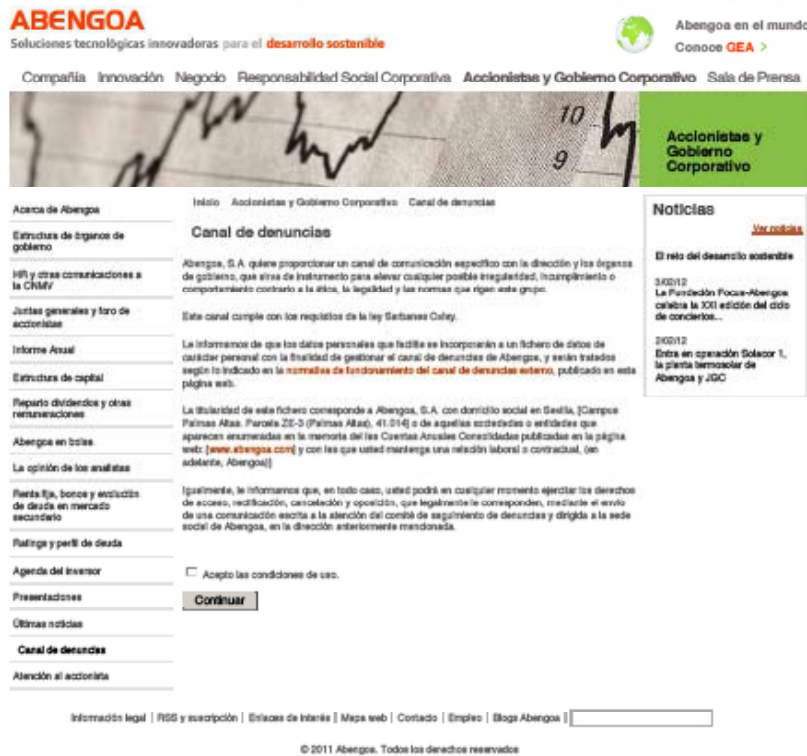 ABENGOA
Soluciones tecnológicas innovadoras para el desarrollo sostenible
Abengoa en el mundo
Conoce GEA >
Compañía Innovación Negocio Responsabilidad Social Corporativa Accionistas y Gobierno Corporativo Sala de Prensa
10
9
Accionistas y
Gobierno
Corporativo
Acerca de Abengoa
Estructura de órganos de
gobierno
HR y otras comunicaciones a
la CNMV
Juntas generales y foro de
accionistas
Informe Anual
Estructura de capital
Reparto dividendos y otras
remuneraciones
Abengoa en bolsa
La opinión de los analistas
Renta fija, bonos y evolución
de deuda en mercado
secundario
Ratings y perfil de deuda
Agenda del inversor
Presentaciones
Últimas noticias
Canal de denuncias
Atención al accionista
Inicio Accionistas y Gobierno Corporativo Canal de denuncias
Canal de denuncias
Abengoa, S.A. quiere proporcionar un canal de comunicación específico con la dirección y los órganos
de gobierno, que sirva de instrumento para elevar cualquier posible irregularidad, incumplimiento o
comportamiento contrario a la ética, la legalidad y las normas que rigen este grupo.
Este canal cumple con los requisitos de la ley Sarbanes Oxley.
Le informamos de que los datos personales que facilite se incorporarán a un fichero de datos de
carácter personal con la finalidad de gestionar el canal de denuncias de Abengoa, y serán tratados
según lo indicado en la normativa de funcionamiento del canal de denuncias externo, publicado en esta
página web.
La titularidad de este fichero corresponde a Abengoa, S.A. con domicilio social en Sevilla, [Campus
Palmas Altas. Parcela ZE-3 (Palmas Altas), 41.014] o de aquellas sociedades o entidades que
aparecen enumeradas en la memoria del las Cuentas Anuales Consolidadas publicadas en la página
web: [www.abengoa.com] y con las que usted mantenga una relación laboral o contractual, (en
adelante, Abengoa)]
Igualmente, le informamos que, en todo caso, usted podrá en cualquier momento ejercitar los derechos
de acceso, rectificación, cancelación y oposición, que legalmente le corresponden, mediante el envío
de una comunicación escrita a la atención del comité de seguimiento de denuncias y dirigida a la sede
social de Abengoa, en la dirección anteriormente mencionada.
Acepto las condiciones de uso.
Continuar
Noticias
Ver noticias
El reto del desarrollo sostenible
3/02/12
La Fundación Focus-Abengoa
celebra la XXI edición del ciclo
de conciertos...
2/02/12
Entra en operación Solacor 1,
la planta termosolar de
Abengoa y JGC
Información legal | RSS y suscripción | Enlaces de interés || Mapa web | Contacto | Empleo | Blogs Abengoa ||
© 2011 Abengoa. Todos los derechos reservados